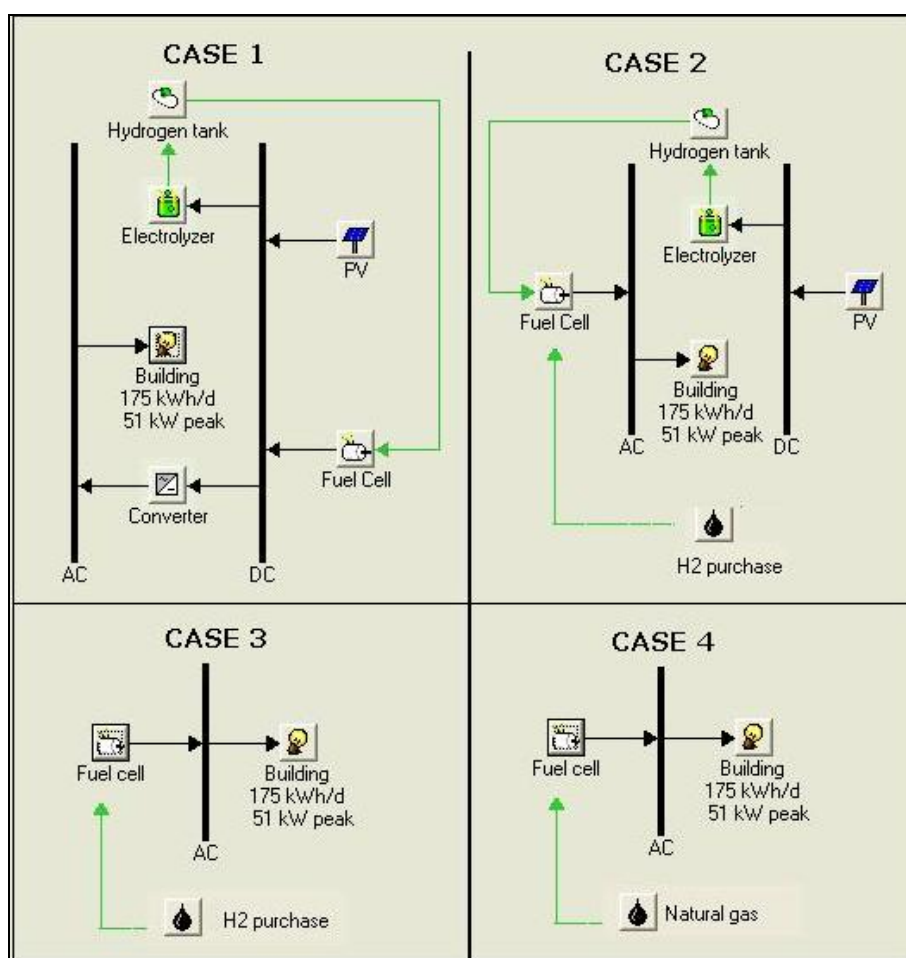 CASE 1
Hydrogen tank
Electrolyzer
PV
Building
175 kWh/d
51 kW peak
Fuel Cell
Converter
AC
DC
CASE 2
Hydrogen tank
Electrolyzer
Fuel Cell
PV
Building
175 kWh/d
51 kW peak
AC
DC
H2 purchase
CASE 3
Fuel cell
Building
175 kWh/d
51 kW peak
AC
H2 purchase
CASE 4
Fuel cell
Building
175 kWh/d
51 kW peak
AC
Natural gas